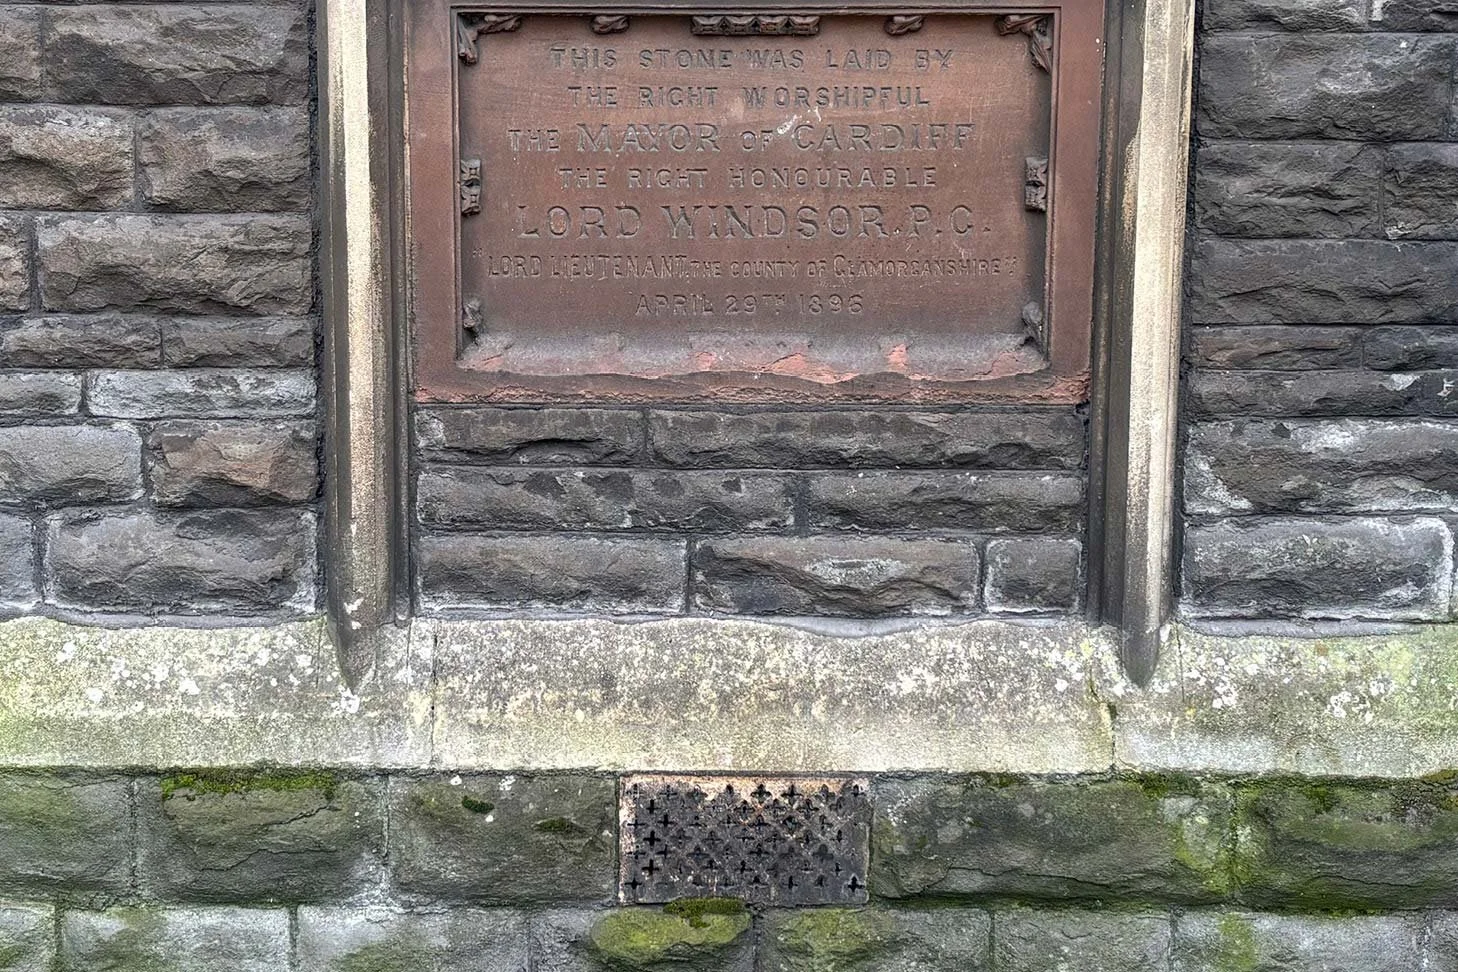 THIS STONE WAS LAID BY
THE RIGHT WORSHIPFUL
THE MAYOR OF CARDIFF
THE RIGHT HONOURABLE
LORD WINDSOR. P.C.
"LORD LIEUTENANT. THE COUNTY OF GLAMORGANSHIRE".
APRIL 29TH 1896